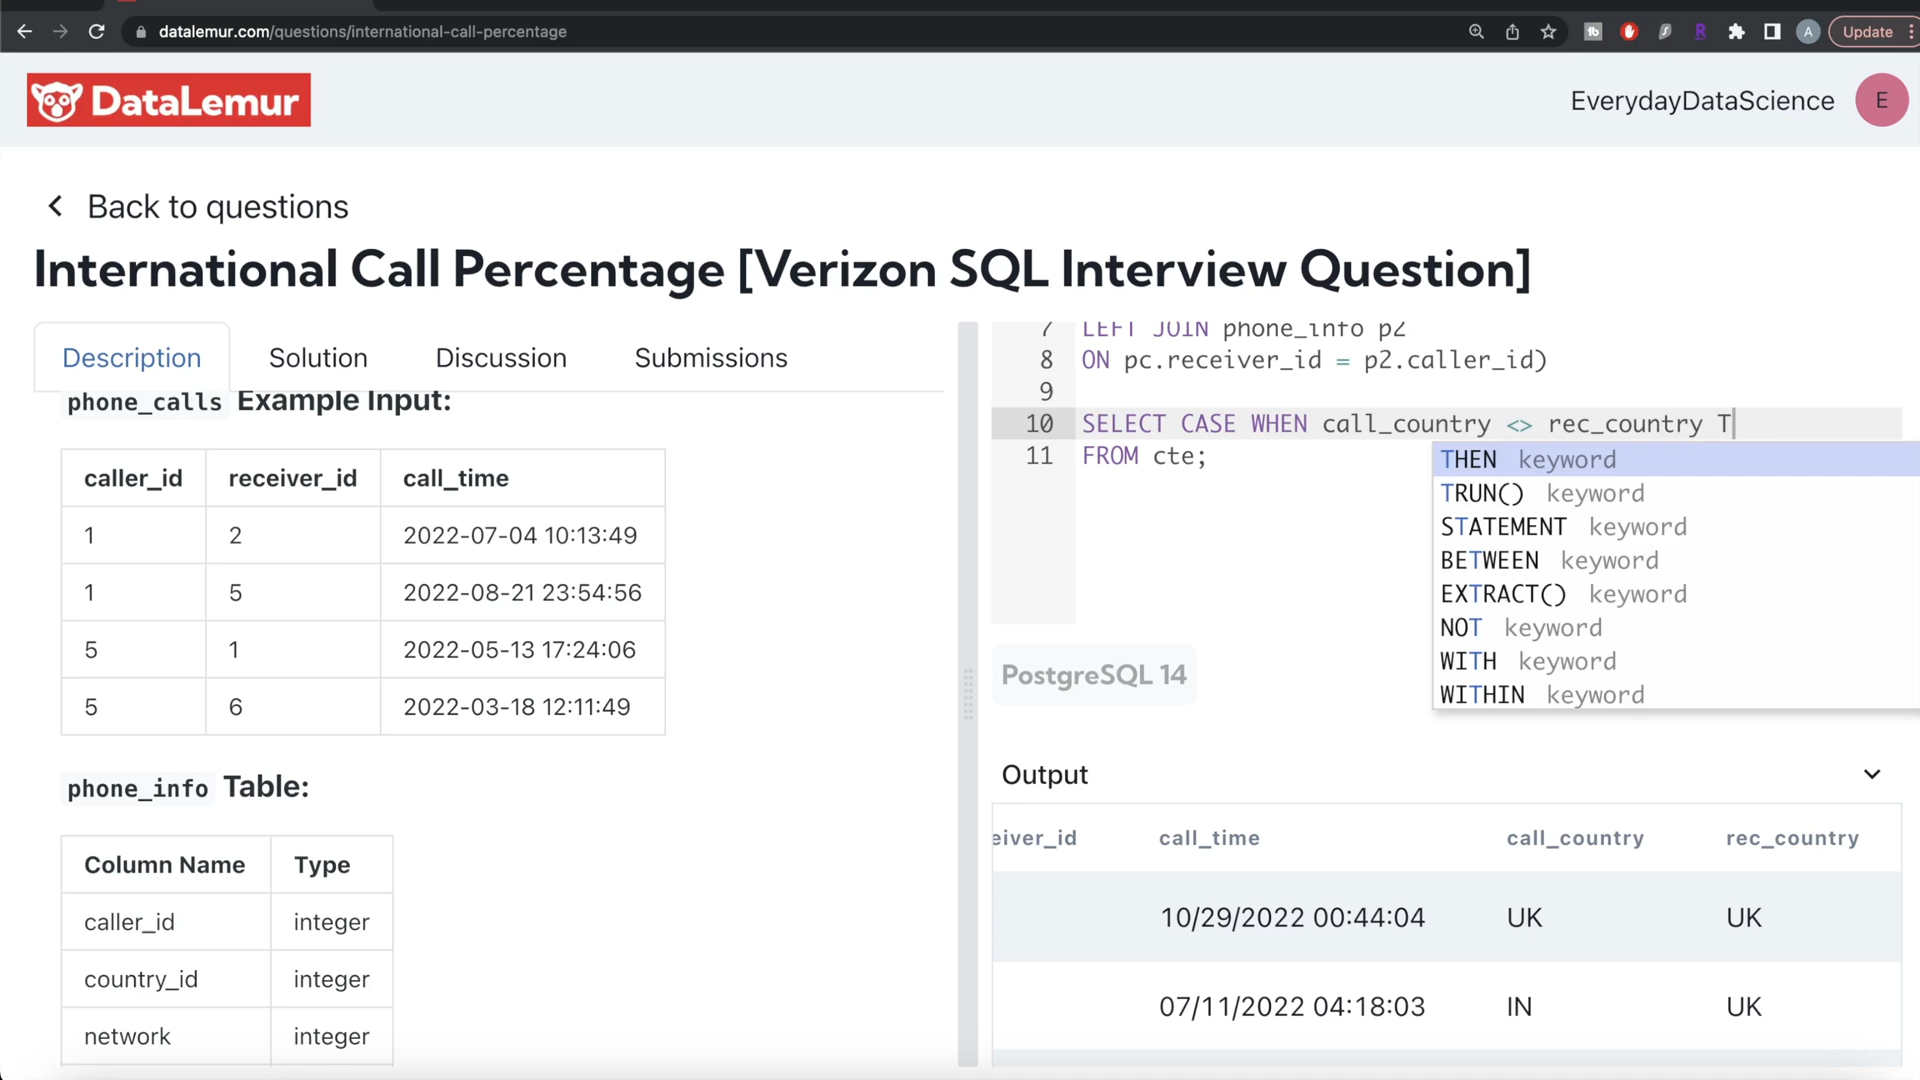 datalemur.com/questions/international-call-percentage
A
Update
DataLemur
EverydayDataScience
E
Back to questions
International Call Percentage [Verizon SQL Interview Question]
Description
Solution
Discussion
Submissions
phone_calls Example Input:
caller_id receiver_id call_time
1 2 2022-07-04 10:13:49
1 5 2022-08-21 23:54:56
5 1 2022-05-13 17:24:06
5 6 2022-03-18 12:11:49
phone_info Table:
Column Name Type
caller_id integer
country_id integer
network integer
7 LEFT JOIN phone_info p2
8 ON pc.receiver_id = p2.caller_id)
9
10 SELECT CASE WHEN call_country <> rec_country T
11 FROM cte;
THEN keyword
TRUN() keyword
STATEMENT keyword
BETWEEN keyword
EXTRACT() keyword
NOT keyword
WITH keyword
WITHIN keyword
PostgreSQL 14
Output
eiver_id call_time call_country rec_country
10/29/2022 00:44:04 UK UK
07/11/2022 04:18:03 IN UK